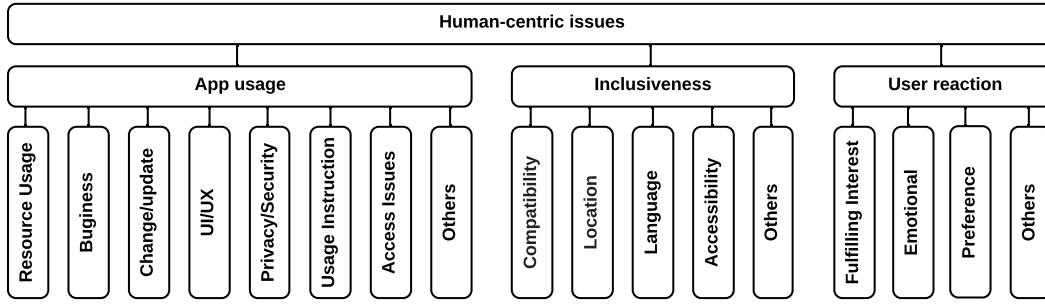 Human-centric issues
App usage
Inclusiveness
User reaction
Resource Usage
Buginess
Change/update
UI/UX
Privacy/Security
Usage Instruction
Access Issues
Others
Compatibility
Location
Language
Accessibility
Others
Fulfilling Interest
Emotional
Preference
Others